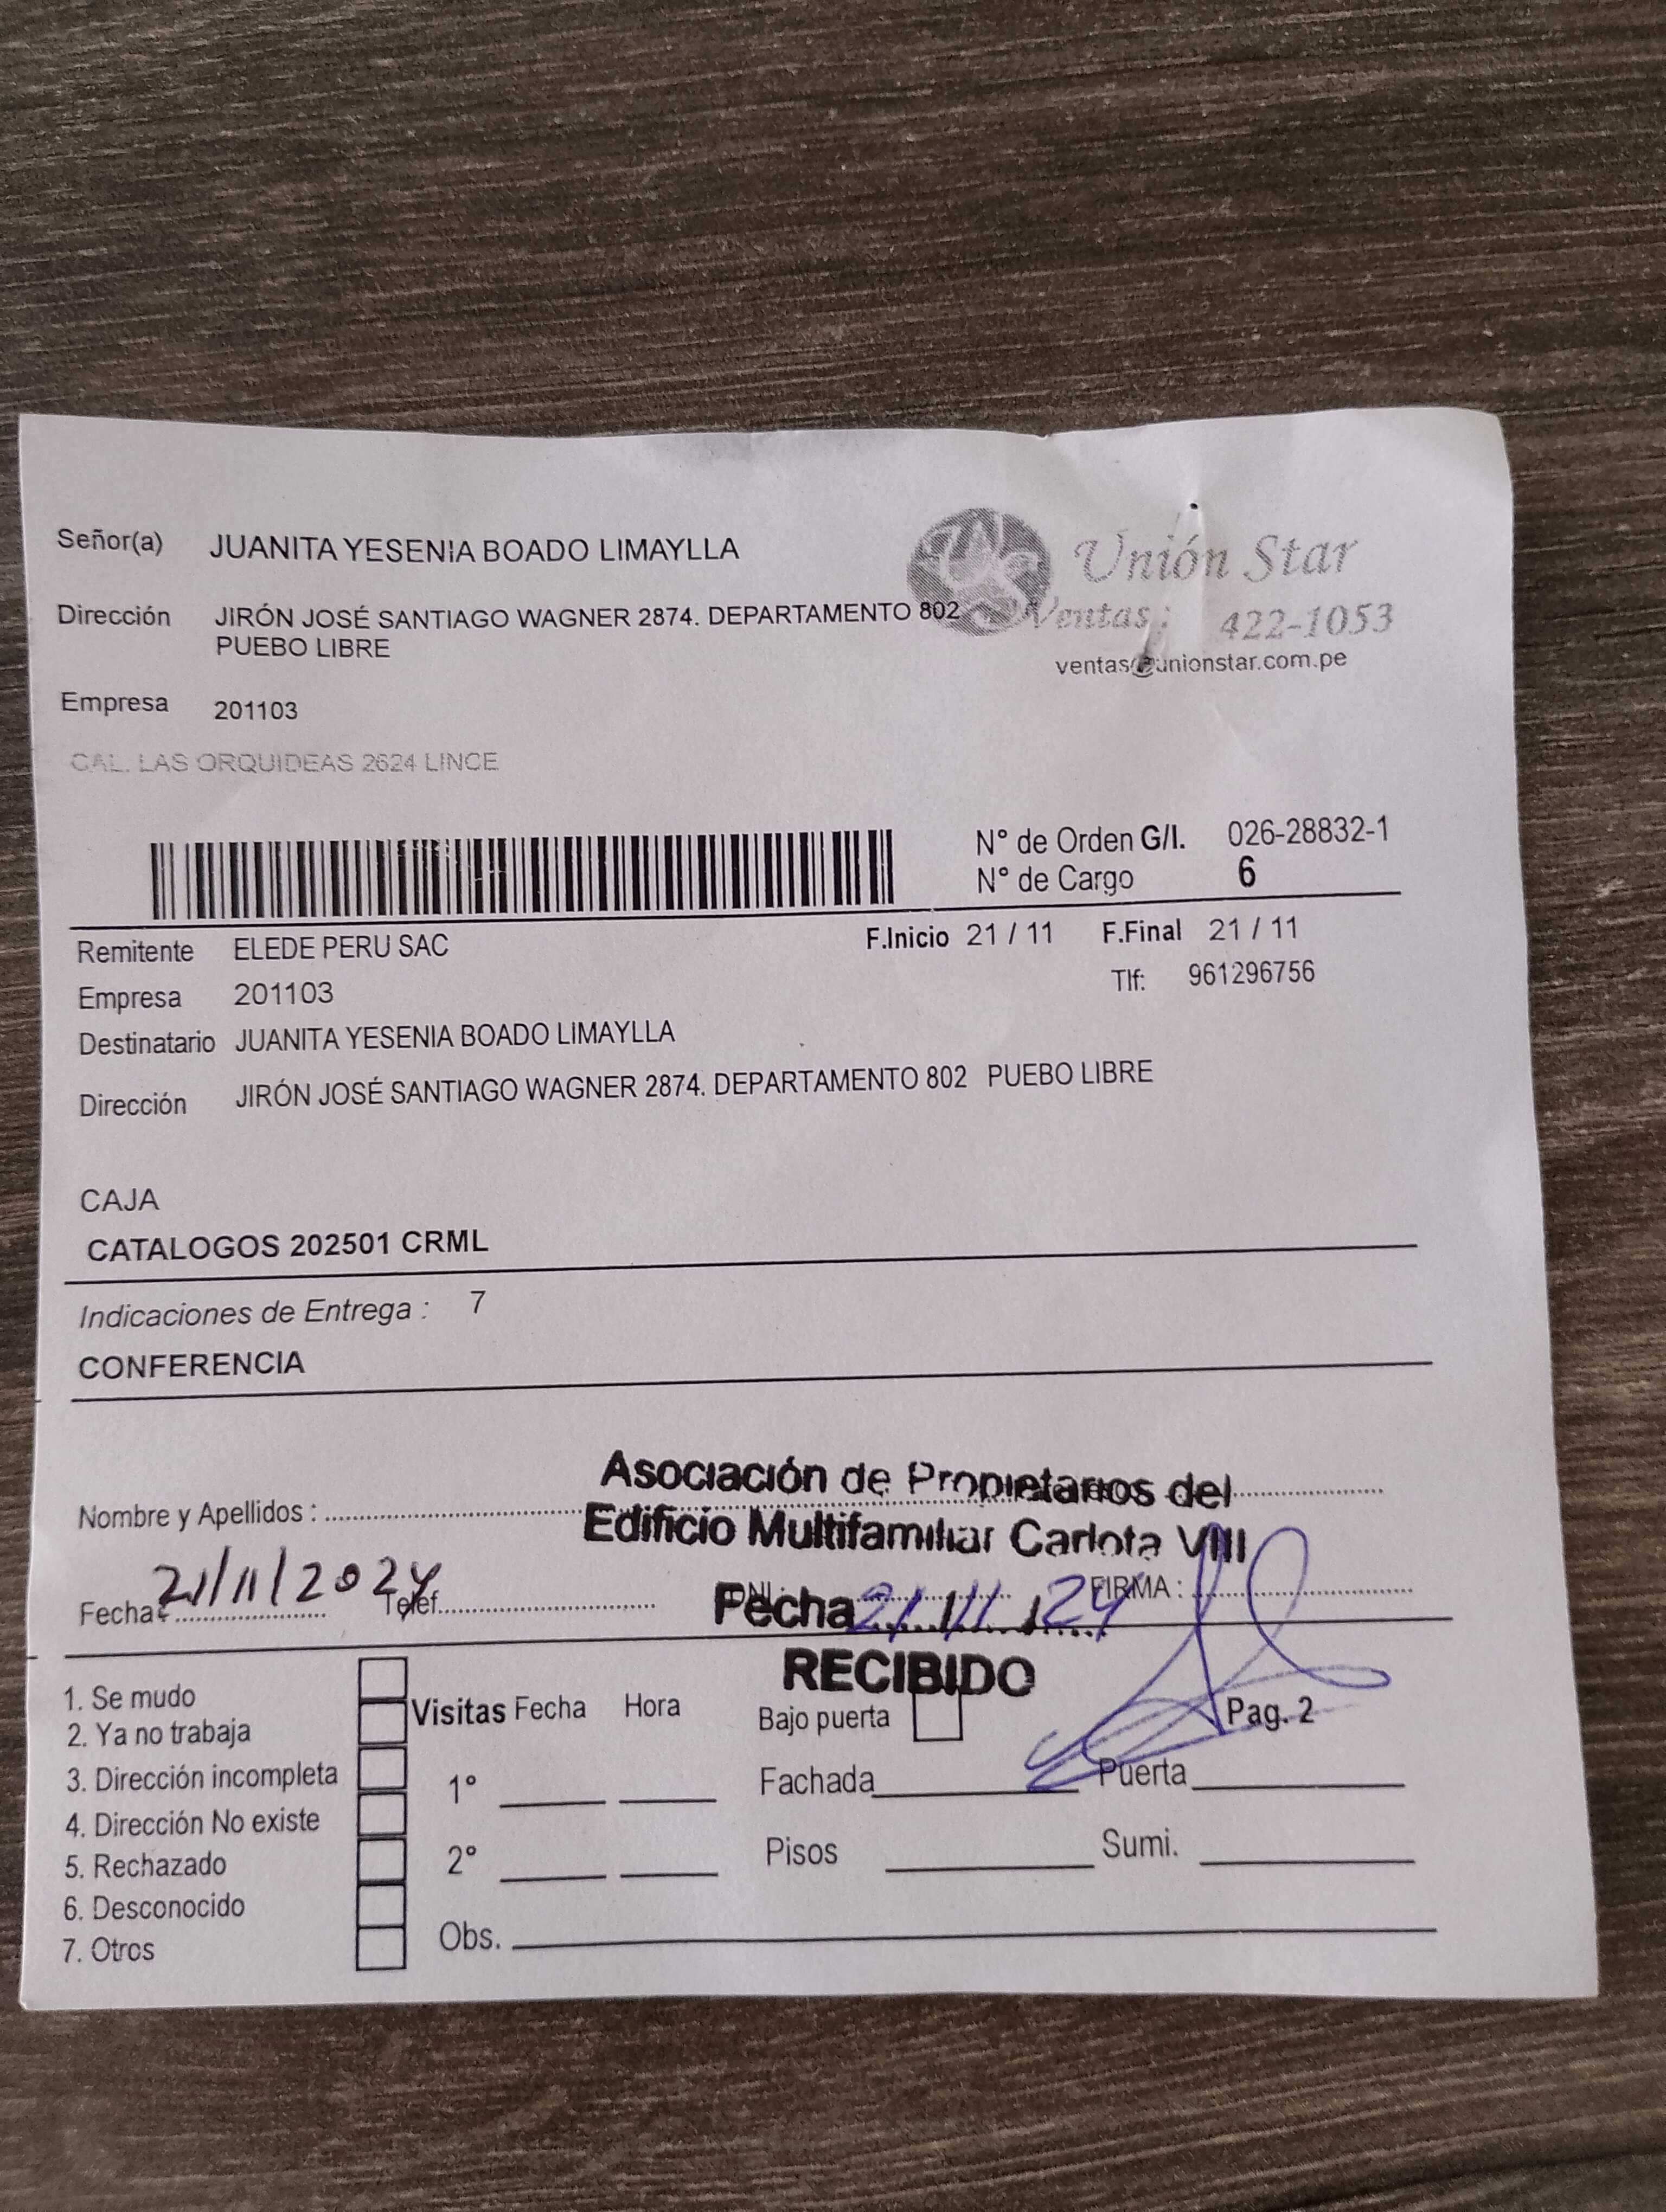 Señor(a) JUANITA YESENIA BOADO LIMAYLLA
Unión Star
Dirección JIRÓN JOSÉ SANTIAGO WAGNER 2874. DEPARTAMENTO 802
PUEBO LIBRE
Ventas: 422-1053
ventas@unionstar.com.pe
Empresa 201103
CAL. LAS ORQUIDEAS 2624 LINCE
N° de Orden G/I. 026-28832-1
N° de Cargo 6
Remitente ELEDE PERU SAC
F.Inicio 21 / 11 F.Final 21 / 11
Empresa 201103
Tlf: 961296756
Destinatario JUANITA YESENIA BOADO LIMAYLLA
Dirección JIRÓN JOSÉ SANTIAGO WAGNER 2874. DEPARTAMENTO 802 PUEBO LIBRE
CAJA
CATALOGOS 202501 CRML
Indicaciones de Entrega : 7
CONFERENCIA
Asociación de Propietarios del
Nombre y Apellidos :
Edificio Multifamiliar Carlota VIII
Fecha: 21/11/2024 Telef. DNI: FIRMA :
Fecha 21/11/24
RECIBIDO
1. Se mudo
2. Ya no trabaja
3. Dirección incompleta
4. Dirección No existe
5. Rechazado
6. Desconocido
7. Otros
Visitas Fecha Hora
1°
2°
Obs.
Bajo puerta Pag. 2
Fachada Puerta
Pisos Sumi.